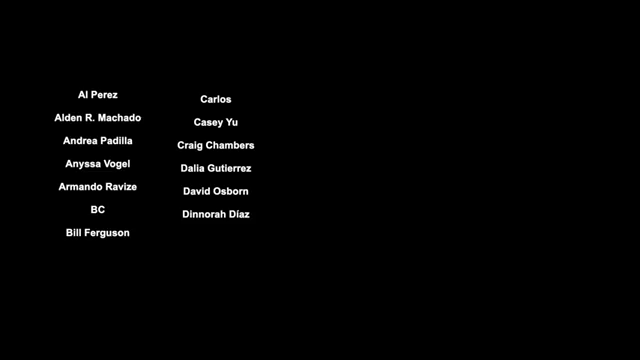 Al Perez
Alden R. Machado
Andrea Padilla
Anyssa Vogel
Armando Ravize
BC
Bill Ferguson
Carlos
Casey Yu
Craig Chambers
Dalia Gutierrez
David Osborn
Dinnorah Díaz